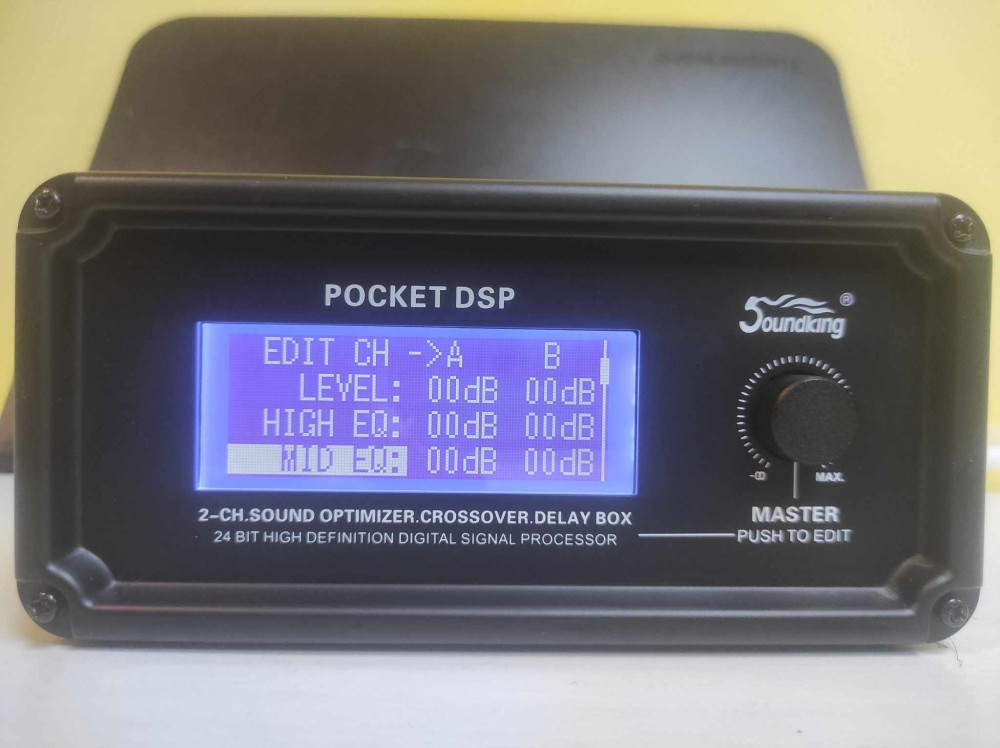 POCKET DSP
Soundking®
EDIT CH ->A B
LEVEL: 00dB 00dB
HIGH EQ: 00dB 00dB
MID EQ: 00dB 00dB
-∞ MAX.
2-CH.SOUND OPTIMIZER.CROSSOVER.DELAY BOX
24 BIT HIGH DEFINITION DIGITAL SIGNAL PROCESSOR
MASTER
PUSH TO EDIT